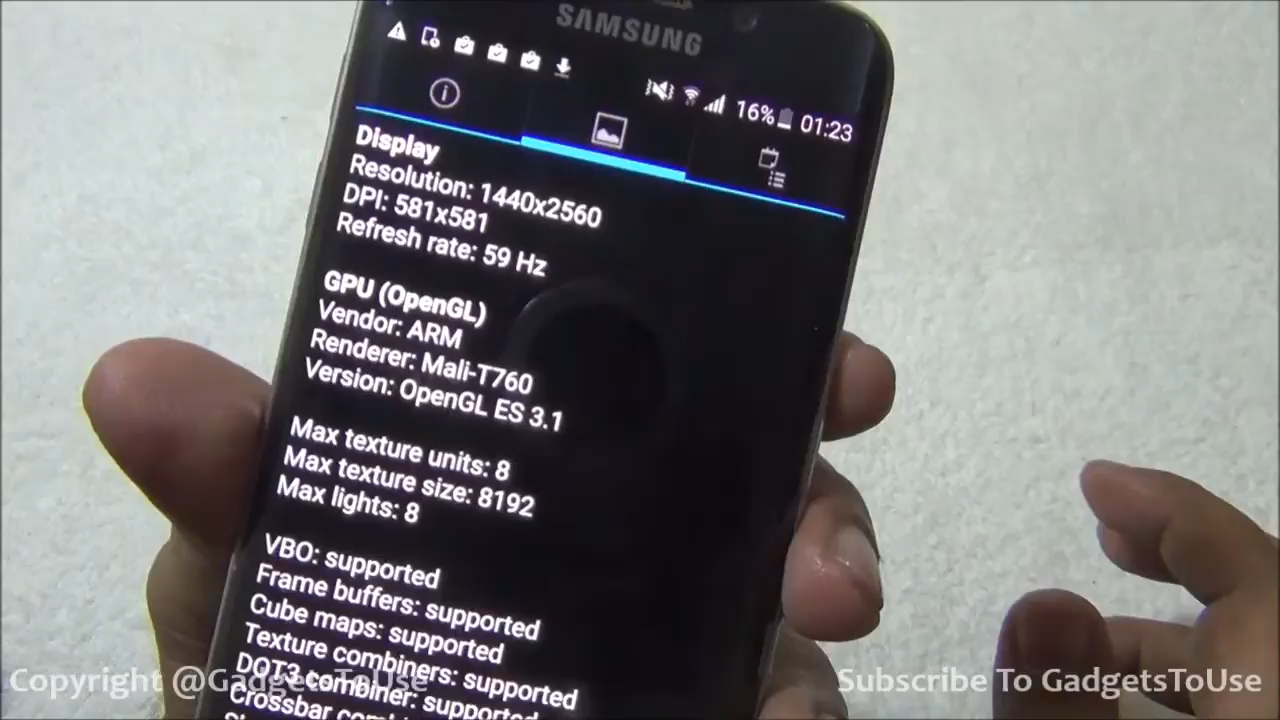 SAMSUNG
16% 01:23
Display
Resolution: 1440x2560
DPI: 581x581
Refresh rate: 59 Hz
GPU (OpenGL)
Vendor: ARM
Renderer: Mali-T760
Version: OpenGL ES 3.1
Max texture units: 8
Max texture size: 8192
Max lights: 8
VBO: supported
Frame buffers: supported
Cube maps: supported
Texture combiners: supported
DOT3 combiner: supported
Crossbar
Copyright @GadgetsToUse
Subscribe To GadgetsToUse